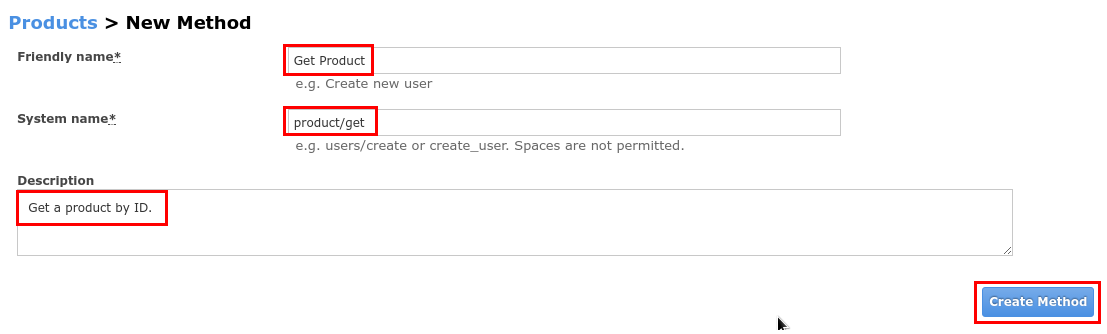 Products > New Method
Friendly name*
Get Product
e.g. Create new user
System name*
product/get
e.g. users/create or create_user. Spaces are not permitted.
Description
Get a product by ID.
Create Method